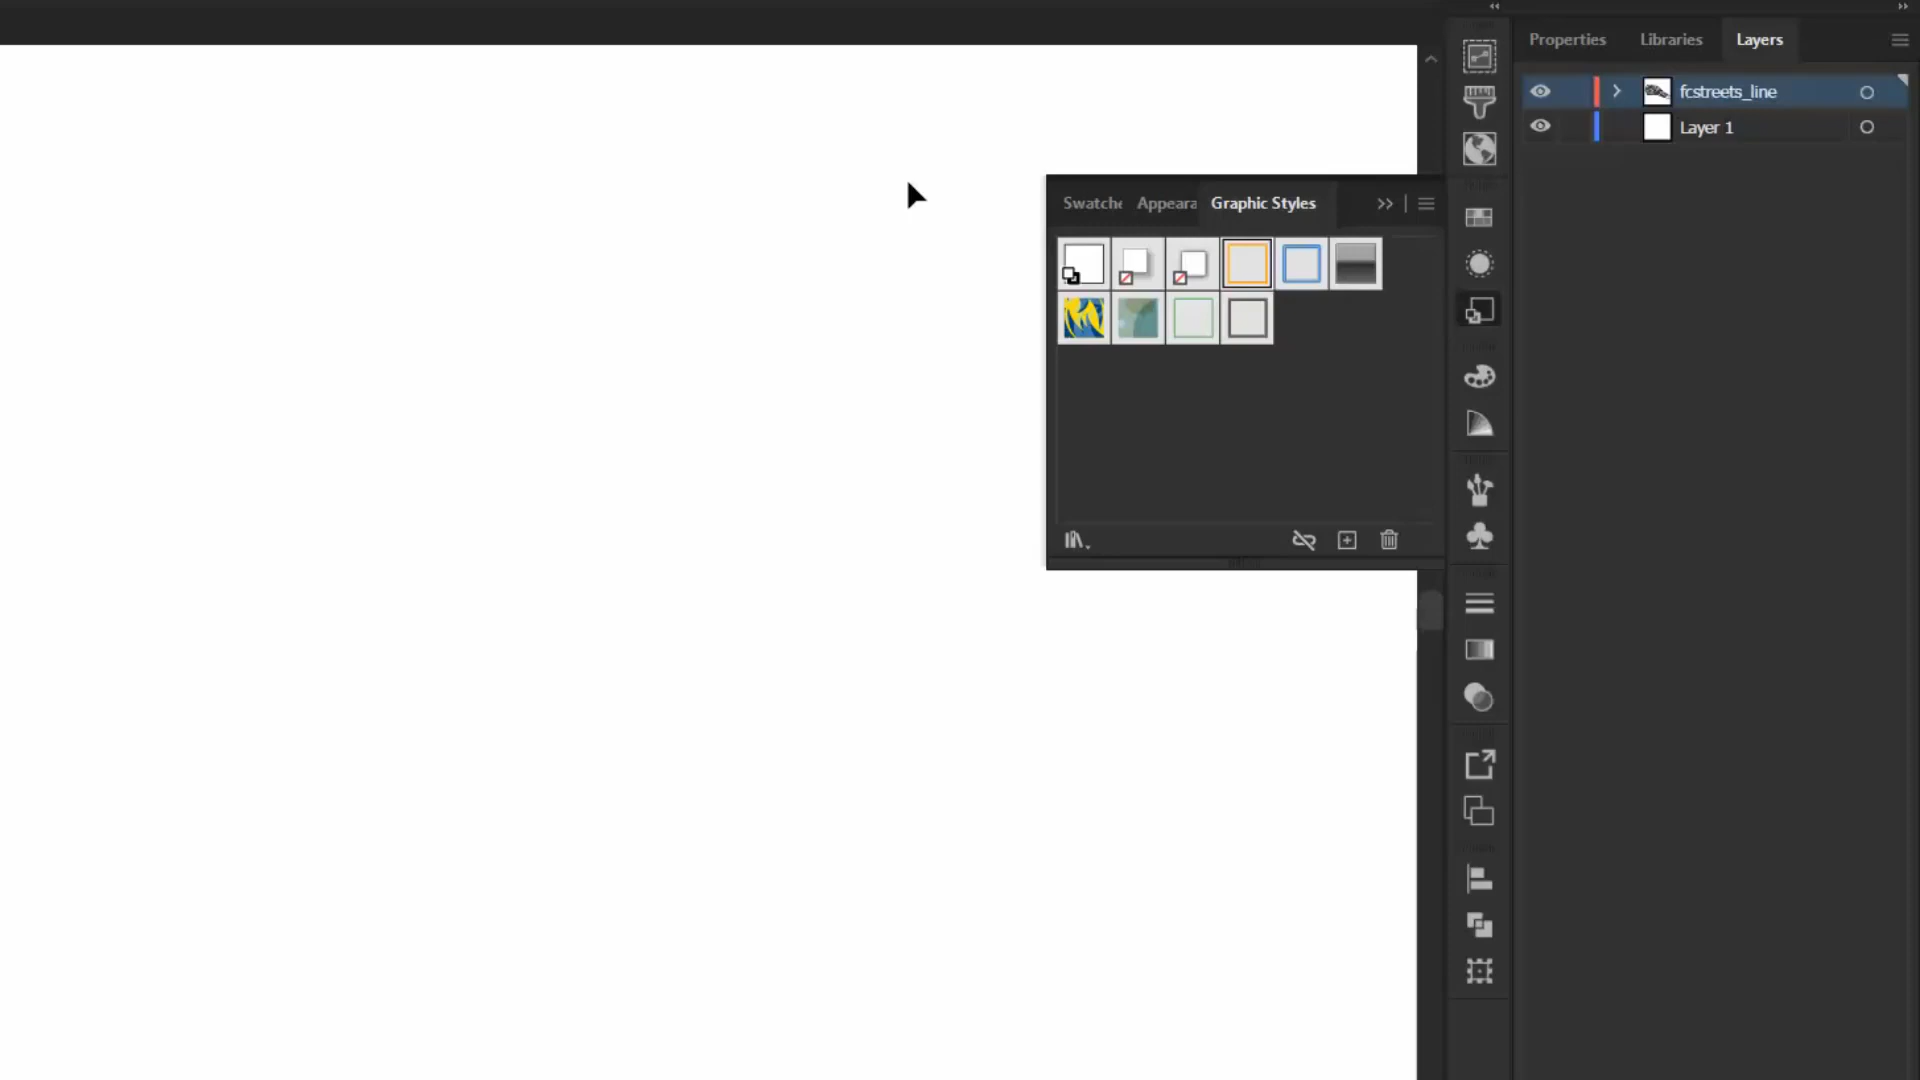 Properties
Libraries
Layers
fcstreets_line
Layer 1
Swatche
Appeara
Graphic Styles